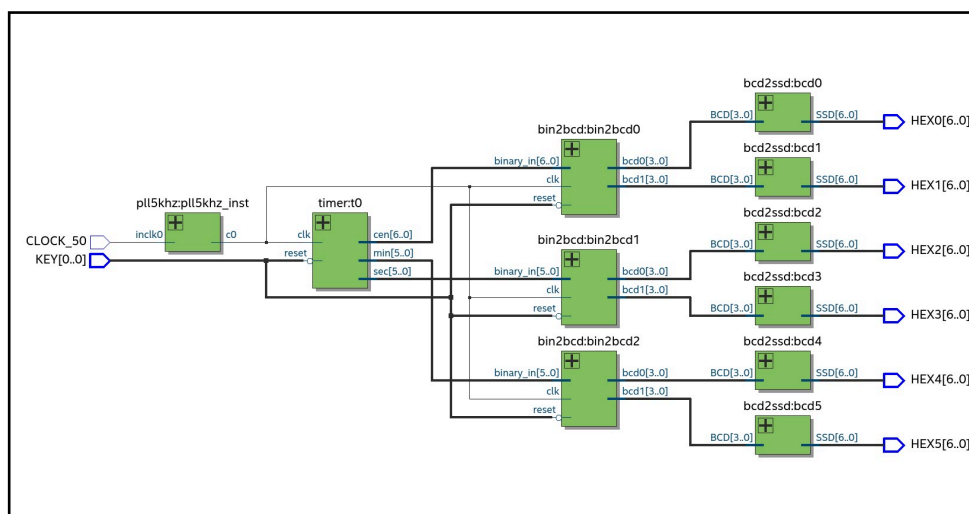 bcd2ssd:bcd0
BCD[3..0] SSD[6..0] HEX0[6..0]
bin2bcd:bin2bcd0
binary_in[6..0] bcd0[3..0]
clk bcd1[3..0]
reset
bcd2ssd:bcd1
BCD[3..0] SSD[6..0] HEX1[6..0]
pll5khz:pll5khz_inst
inclk0 c0
CLOCK_50
KEY[0..0]
timer:t0
clk cen[6..0]
reset min[5..0]
sec[5..0]
bcd2ssd:bcd2
BCD[3..0] SSD[6..0] HEX2[6..0]
bin2bcd:bin2bcd1
binary_in[5..0] bcd0[3..0]
clk bcd1[3..0]
reset
bcd2ssd:bcd3
BCD[3..0] SSD[6..0] HEX3[6..0]
bin2bcd:bin2bcd2
binary_in[5..0] bcd0[3..0]
clk bcd1[3..0]
reset
bcd2ssd:bcd4
BCD[3..0] SSD[6..0] HEX4[6..0]
bcd2ssd:bcd5
BCD[3..0] SSD[6..0] HEX5[6..0]